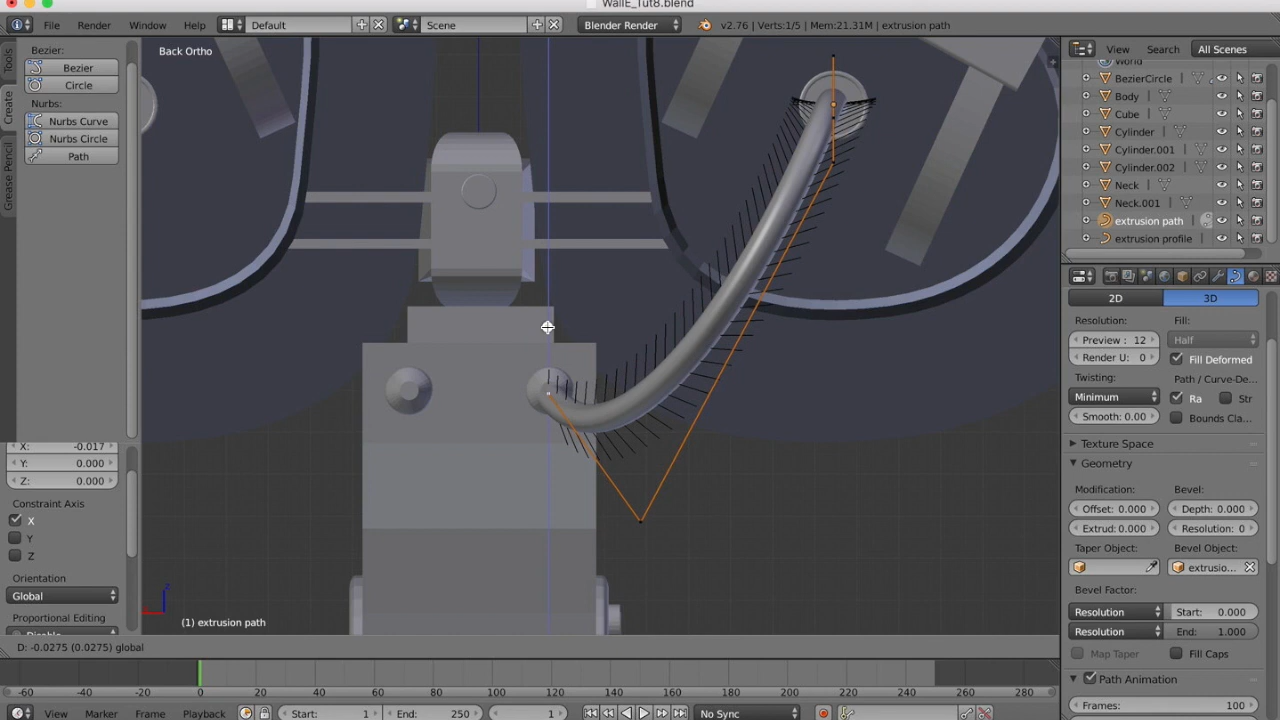 WallE_Tut8.blend
File Render Window Help Default Scene Blender Render v2.76 | Verts:1/5 | Mem:21.31M | extrusion path
Tools
Create
Grease Pencil
Bezier:
Bezier
Circle
Nurbs:
Nurbs Curve
Nurbs Circle
Path
X: -0.017
Y: 0.000
Z: 0.000
Constraint Axis
X
Y
Z
Orientation
Global
Proportional Editing
Back Ortho
(1) extrusion path
D: -0.0275 (0.0275) global
View Search All Scenes
World
BezierCircle
Body
Cube
Cylinder
Cylinder.001
Cylinder.002
Neck
Neck.001
extrusion path
extrusion profile
2D 3D
Resolution: Fill:
Preview : 12 Half
Render U: 0 Fill Deformed
Twisting: Path / Curve-De...
Minimum Ra Str
Smooth: 0.00 Bounds Cla...
Texture Space
Geometry
Modification: Bevel:
Offset: 0.000 Depth: 0.000
Extrud: 0.000 Resolution: 0
Taper Object: Bevel Object:
extrusio...
Bevel Factor:
Resolution Start: 0.000
Resolution End: 1.000
Map Taper Fill Caps
Path Animation
Frames: 100
-60 -40 -20 0 20 40 60 80 100 120 140 160 180 200 220 240 260 280
View Marker Frame Playback Start: 1 End: 250 1 No Sync